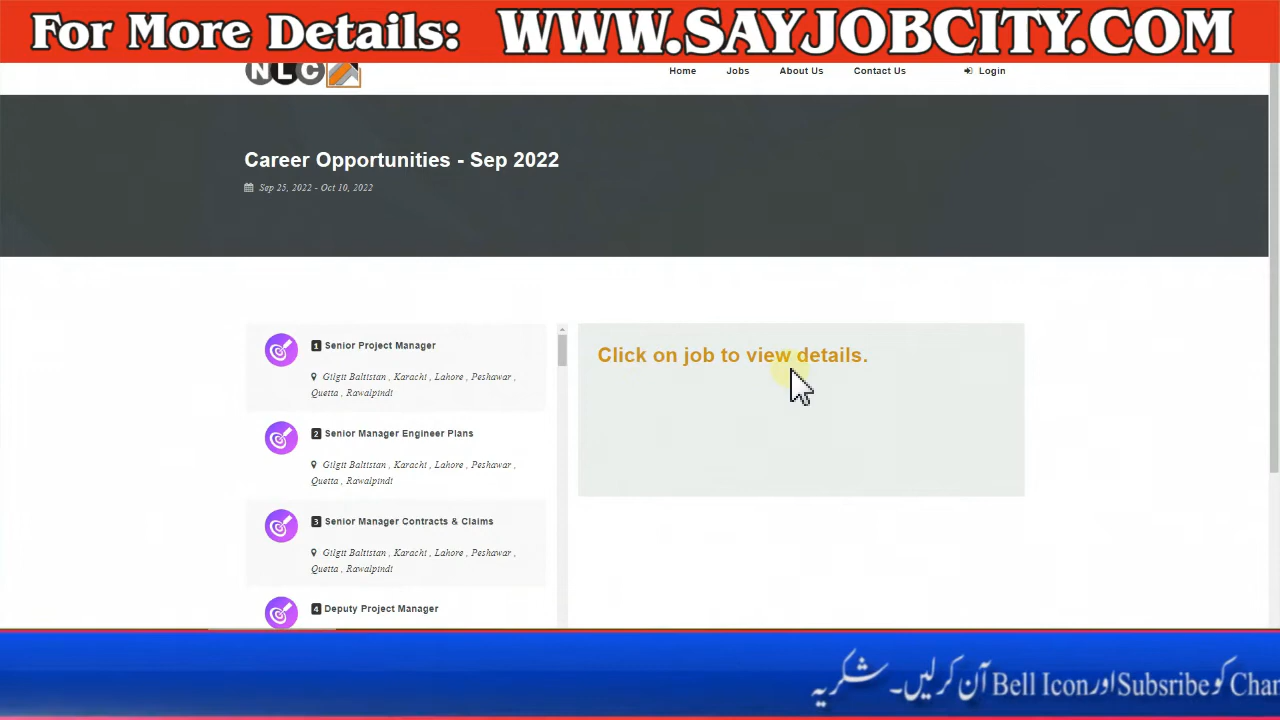 For More Details: WWW.SAYJOBCITY.COM
NLC
Home Jobs About Us Contact Us Login
Career Opportunities - Sep 2022
Sep 25, 2022 - Oct 10, 2022
1 Senior Project Manager
Gilgit Baltistan , Karachi , Lahore , Peshawar ,
Quetta , Rawalpindi
2 Senior Manager Engineer Plans
Gilgit Baltistan , Karachi , Lahore , Peshawar ,
Quetta , Rawalpindi
3 Senior Manager Contracts & Claims
Gilgit Baltistan , Karachi , Lahore , Peshawar ,
Quetta , Rawalpindi
4 Deputy Project Manager
Click on job to view details.
کو Subsribe اور Bell Icon آن کرلیں۔ شکریہ